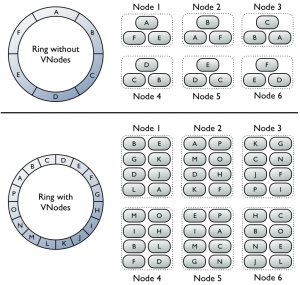 Node 1 Node 2 Node 3
A
B
C
D
E
F
Ring without
VNodes
A B C
F E A F B A
D E F
C B D C E D
Node 4 Node 5 Node 6
Node 1 Node 2 Node 3
Ring with
VNodes
A B C D E F G H I J K L M N O P
B E A P K G
G K M O C N
D J D H J F
L A K F P I
M O E P H C
I H I A B O
B L C J N E
F D G N J L
Node 4 Node 5 Node 6